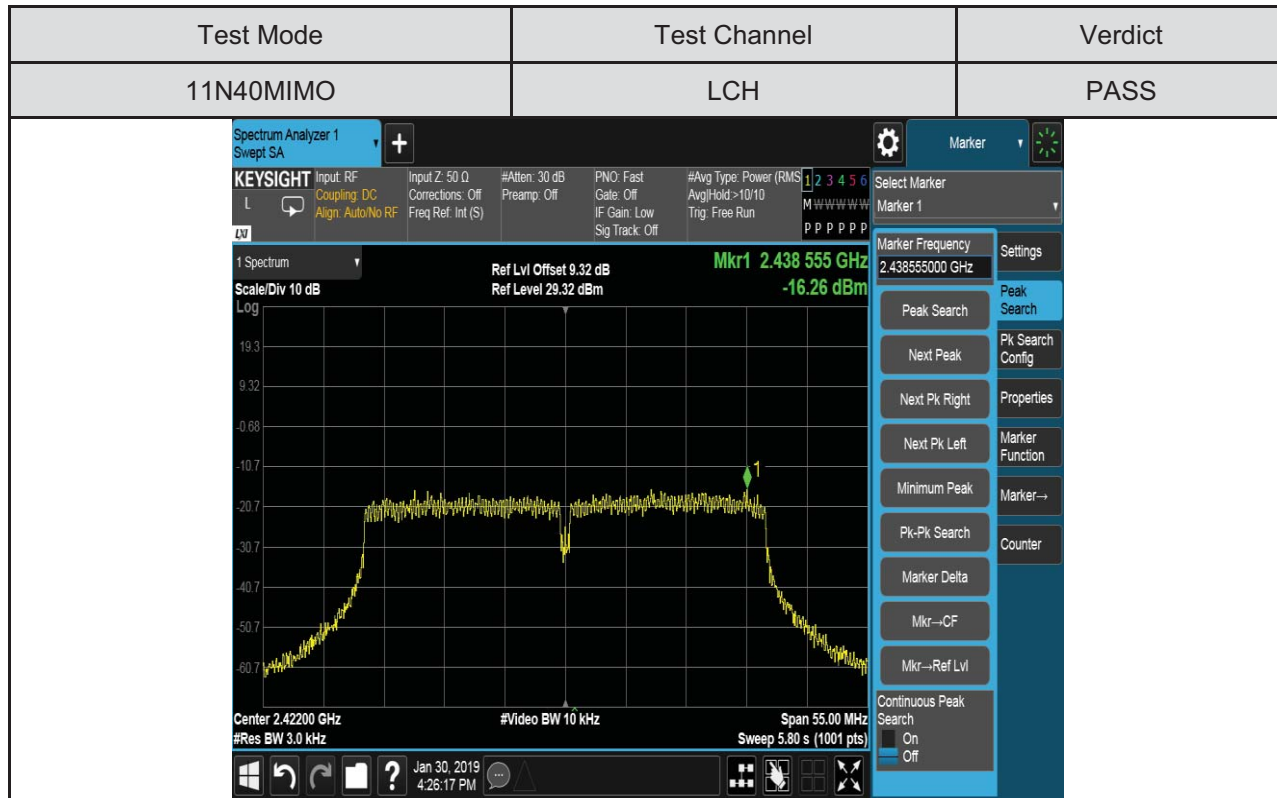 Test Mode Test Channel Verdict
11N40MIMO LCH PASS
Spectrum Analyzer 1
Swept SA
+
Marker
KEYSIGHT
L
LXI
Input: RF
Coupling: DC
Align: Auto/No RF
Input Z: 50 Ω
Corrections: Off
Freq Ref: Int (S)
#Atten: 30 dB
Preamp: Off
PNO: Fast
Gate: Off
IF Gain: Low
Sig Track: Off
#Avg Type: Power (RMS
Avg|Hold:>10/10
Trig: Free Run
1 2 3 4 5 6
M W W W W W
P P P P P P
Select Marker
Marker 1
1 Spectrum
Scale/Div 10 dB
Ref Lvl Offset 9.32 dB
Ref Level 29.32 dBm
Mkr1 2.438 555 GHz
-16.26 dBm
Log
19.3
9.32
-0.68
-10.7
-20.7
-30.7
-40.7
-50.7
-60.7
1
Center 2.42200 GHz
#Res BW 3.0 kHz
#Video BW 10 kHz
Span 55.00 MHz
Sweep 5.80 s (1001 pts)
Marker Frequency
2.438555000 GHz
Peak Search
Next Peak
Next Pk Right
Next Pk Left
Minimum Peak
Pk-Pk Search
Marker Delta
Mkr→CF
Mkr→Ref Lvl
Continuous Peak
Search
On
Off
Settings
Peak
Search
Pk Search
Config
Properties
Marker
Function
Marker→
Counter
?
Jan 30, 2019
4:26:17 PM